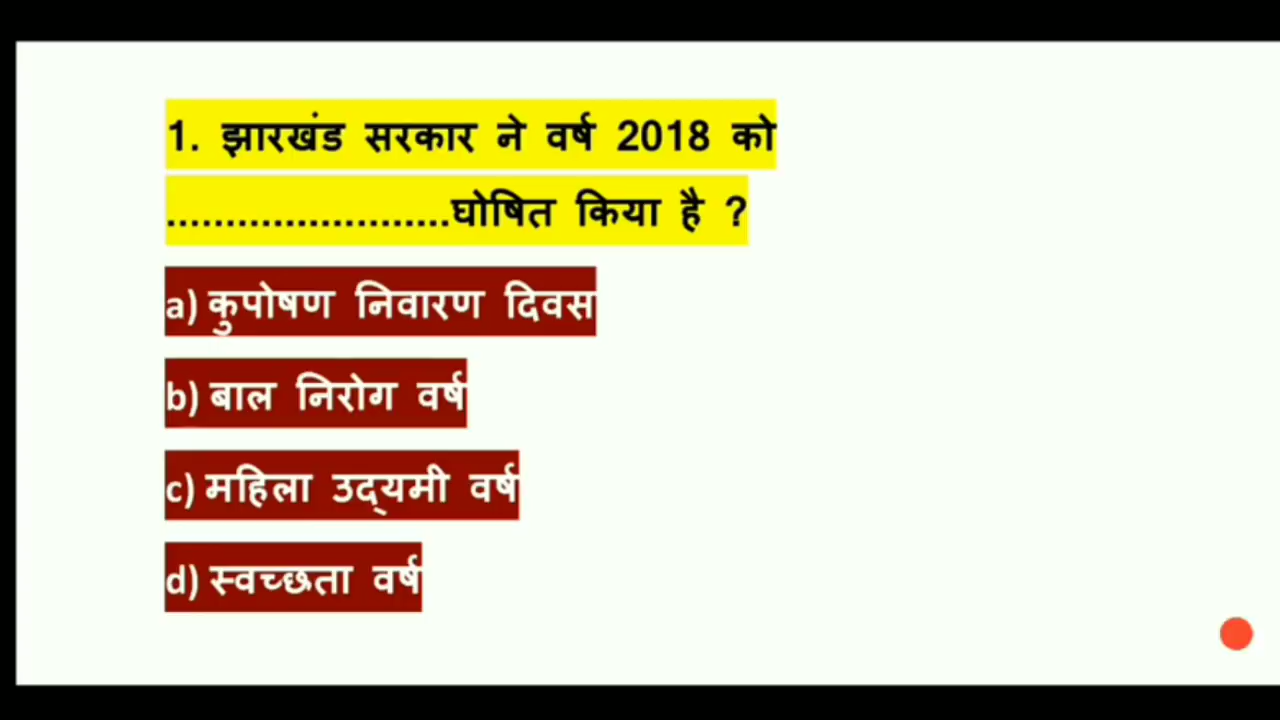 1. झारखंड सरकार ने वर्ष 2018 को
........................घोषित किया है ?
a) कुपोषण निवारण दिवस
b) बाल निरोग वर्ष
c) महिला उद्‌यमी वर्ष
d) स्वच्छता वर्ष